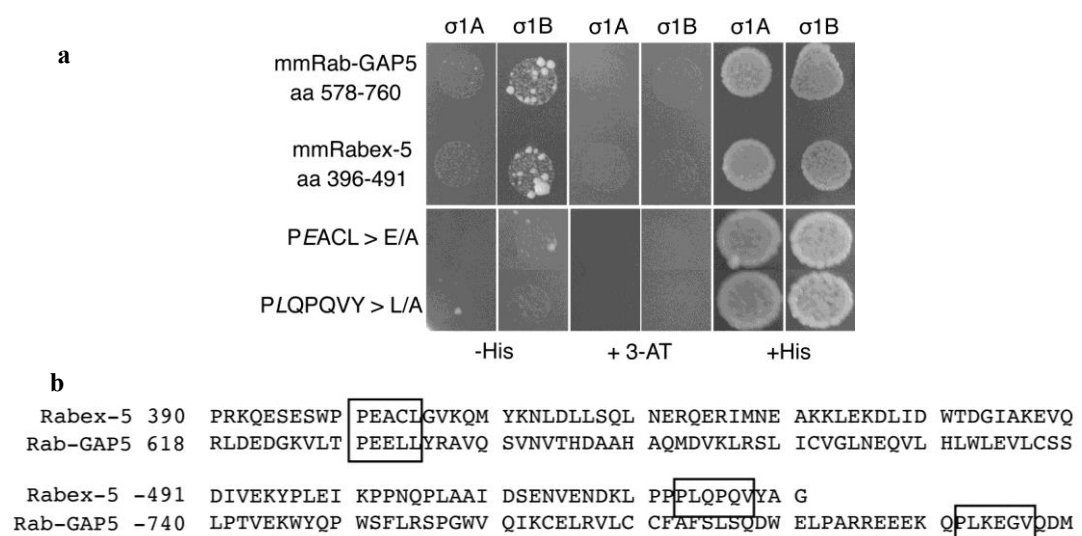 σ1A σ1B σ1A σ1B σ1A σ1B
a
mmRab-GAP5
aa 578-760
mmRabex-5
aa 396-491
PEACL > E/A
PLQPQVY > L/A
-His + 3-AT +His
b
Rabex-5 390 PRKQESESWP PEACLGVKQM YKNLDLLSQL NERQERIMNE AKKLEKDLID WTDGIAKEVQ
Rab-GAP5 618 RLDEDGKVLT PEELLYRAVQ SVNVTHDAAH AQMDVKLRSL ICVGLNEQVL HLWLEVLCSS
Rabex-5 -491 DIVEKYPLEI KPPNQPLAAI DSENVENDKL PPPLQPQVYAG G
Rab-GAP5 -740 LPTVEKWYQP WSFLRSPGWV QIKCELRVLC CFAFSLSQDW ELPARREEEK QPLKEGVQDM